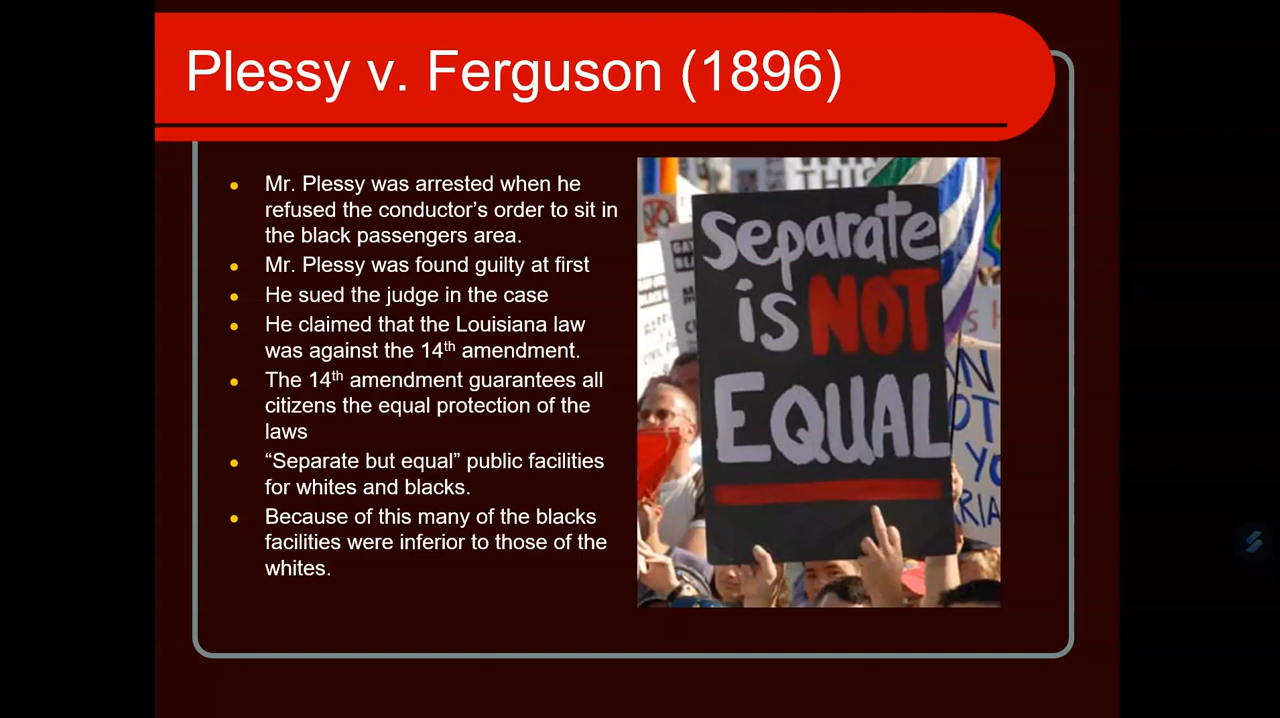 Plessy v. Ferguson (1896)
● Mr. Plessy was arrested when he
refused the conductor's order to sit in
the black passengers area.
● Mr. Plessy was found guilty at first
● He sued the judge in the case
● He claimed that the Louisiana law
was against the 14th amendment.
● The 14th amendment guarantees all
citizens the equal protection of the
laws
● “Separate but equal” public facilities
for whites and blacks.
● Because of this many of the blacks
facilities were inferior to those of the
whites.
THIS
Separate
is NOT
EQUAL